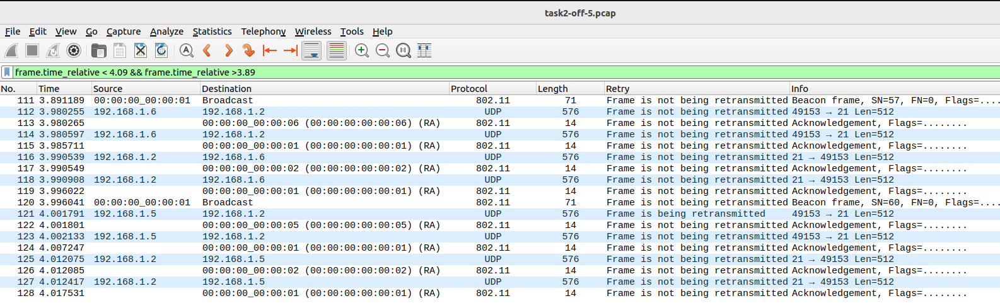 task2-off-5.pcap
File Edit View Go Capture Analyze Statistics Telephony Wireless Tools Help
frame.time_relative < 4.09 && frame.time_relative >3.89
No. Time Source Destination Protocol Length Retry Info
111 3.891189 00:00:00_00:00:01 Broadcast 802.11 71 Frame is not being retransmitted Beacon frame, SN=57, FN=0, Flags=....
112 3.980255 192.168.1.6 192.168.1.2 UDP 576 Frame is not being retransmitted 49153 → 21 Len=512
113 3.980265 00:00:00_00:00:06 (00:00:00:00:00:06) (RA) 802.11 14 Frame is not being retransmitted Acknowledgement, Flags=........
114 3.980597 192.168.1.6 192.168.1.2 UDP 576 Frame is not being retransmitted 49153 → 21 Len=512
115 3.985711 00:00:00_00:00:01 (00:00:00:00:00:01) (RA) 802.11 14 Frame is not being retransmitted Acknowledgement, Flags=........
116 3.990539 192.168.1.2 192.168.1.6 UDP 576 Frame is not being retransmitted 21 → 49153 Len=512
117 3.990549 00:00:00_00:00:02 (00:00:00:00:00:02) (RA) 802.11 14 Frame is not being retransmitted Acknowledgement, Flags=........
118 3.990908 192.168.1.2 192.168.1.6 UDP 576 Frame is not being retransmitted 21 → 49153 Len=512
119 3.996022 00:00:00_00:00:01 (00:00:00:00:00:01) (RA) 802.11 14 Frame is not being retransmitted Acknowledgement, Flags=........
120 3.996041 00:00:00_00:00:01 Broadcast 802.11 71 Frame is not being retransmitted Beacon frame, SN=60, FN=0, Flags=....
121 4.001791 192.168.1.5 192.168.1.2 UDP 576 Frame is being retransmitted 49153 → 21 Len=512
122 4.001801 00:00:00_00:00:05 (00:00:00:00:00:05) (RA) 802.11 14 Frame is not being retransmitted Acknowledgement, Flags=........
123 4.002133 192.168.1.5 192.168.1.2 UDP 576 Frame is not being retransmitted 49153 → 21 Len=512
124 4.007247 00:00:00_00:00:01 (00:00:00:00:00:01) (RA) 802.11 14 Frame is not being retransmitted Acknowledgement, Flags=........
125 4.012075 192.168.1.2 192.168.1.5 UDP 576 Frame is not being retransmitted 21 → 49153 Len=512
126 4.012085 00:00:00_00:00:02 (00:00:00:00:00:02) (RA) 802.11 14 Frame is not being retransmitted Acknowledgement, Flags=........
127 4.012417 192.168.1.2 192.168.1.5 UDP 576 Frame is not being retransmitted 21 → 49153 Len=512
128 4.017531 00:00:00_00:00:01 (00:00:00:00:00:01) (RA) 802.11 14 Frame is not being retransmitted Acknowledgement, Flags=........